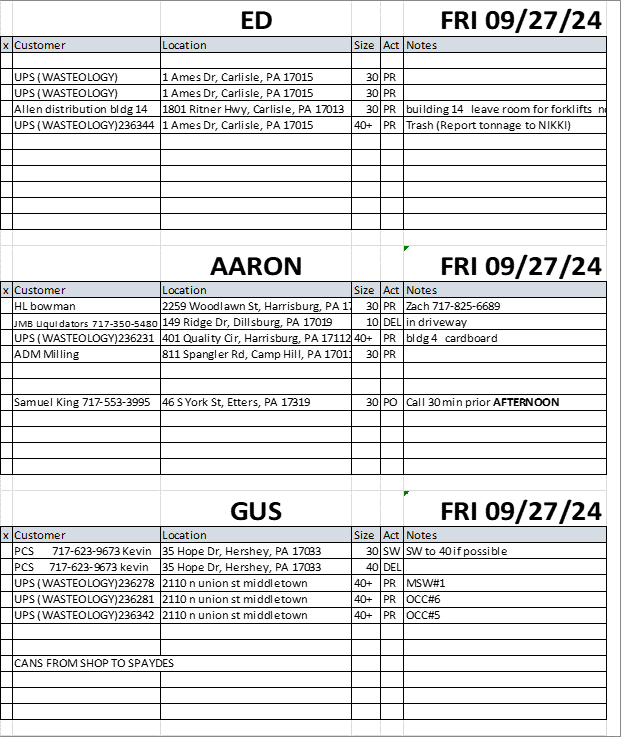 ED FRI 09/27/24
x Customer Location Size Act Notes
UPS (WASTEOLOGY) 1 Ames Dr, Carlisle, PA 17015 30 PR
UPS (WASTEOLOGY) 1 Ames Dr, Carlisle, PA 17015 30 PR
Allen distribution bldg 14 1801 Ritner Hwy, Carlisle, PA 17013 30 PR building 14 leave room for forklifts
UPS (WASTEOLOGY)236344 1 Ames Dr, Carlisle, PA 17015 40+ PR Trash (Report tonnage to NIKKI)
AARON FRI 09/27/24
x Customer Location Size Act Notes
HL bowman 2259 Woodlawn St, Harrisburg, PA 17 30 PR Zach 717-825-6689
JMB Liquidators 717-350-5480 149 Ridge Dr, Dillsburg, PA 17019 10 DEL in driveway
UPS (WASTEOLOGY)236231 401 Quality Cir, Harrisburg, PA 17112 40+ PR bldg 4 cardboard
ADM Milling 811 Spangler Rd, Camp Hill, PA 1701 30 PR
Samuel King 717-553-3995 46 S York St, Etters, PA 17319 30 PO Call 30 min prior AFTERNOON
GUS FRI 09/27/24
x Customer Location Size Act Notes
PCS 717-623-9673 Kevin 35 Hope Dr, Hershey, PA 17033 30 SW SW to 40 if possible
PCS 717-623-9673 kevin 35 Hope Dr, Hershey, PA 17033 40 DEL
UPS (WASTEOLOGY)236278 2110 n union st middletown 40+ PR MSW#1
UPS (WASTEOLOGY)236281 2110 n union st middletown 40+ PR OCC#6
UPS (WASTEOLOGY)236342 2110 n union st middletown 40+ PR OCC#5
CANS FROM SHOP TO SPAYDES